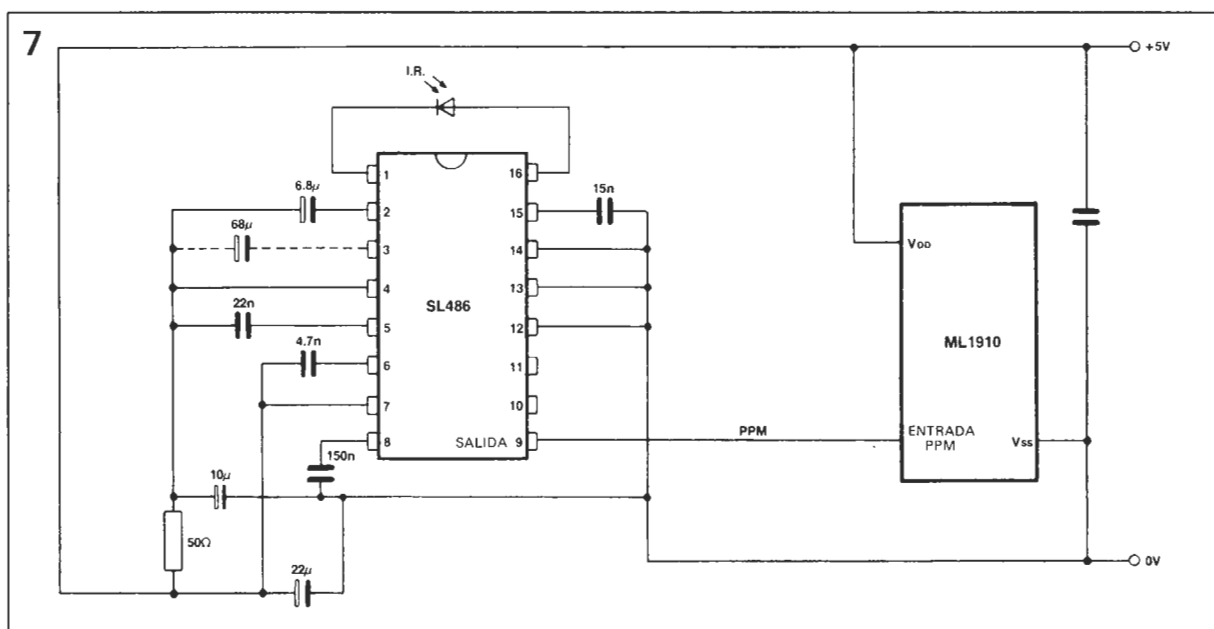 7
+5V
I.R.
1
16
6.8µ
15n
2
15
68µ
3
14
VDD
4
13
22n
SL486
5
12
4.7n
ML1910
6
11
7
10
PPM
ENTRADA
PPM
VSS
8
SALIDA
9
150n
10µ
50Ω
22µ
0V